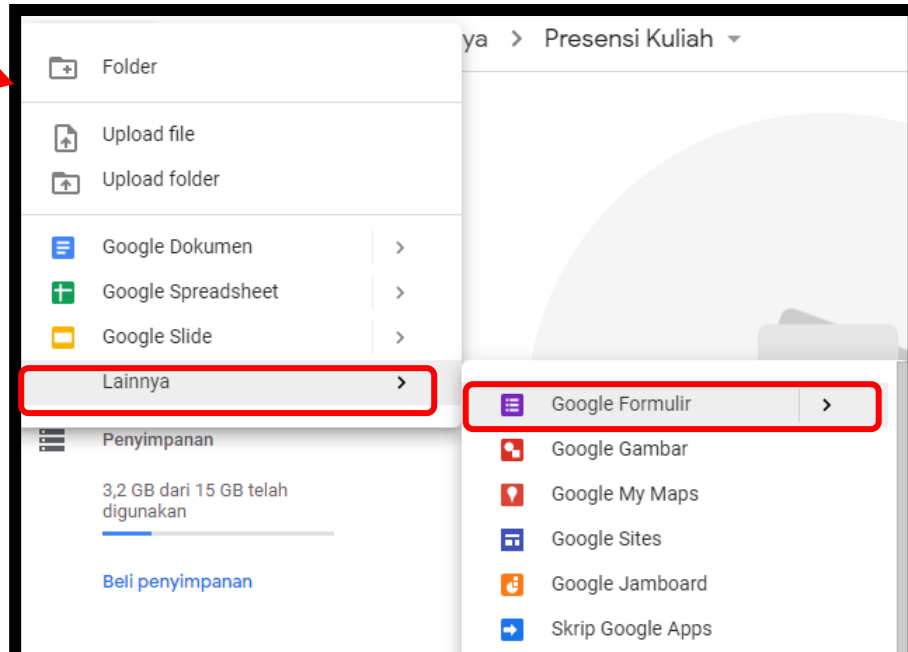 ya > Presensi Kuliah
Folder
Upload file
Upload folder
Google Dokumen >
Google Spreadsheet >
Google Slide >
Lainnya >
Google Formulir >
Google Gambar
Google My Maps
Google Sites
Google Jamboard
Skrip Google Apps
Penyimpanan
3,2 GB dari 15 GB telah
digunakan
Beli penyimpanan